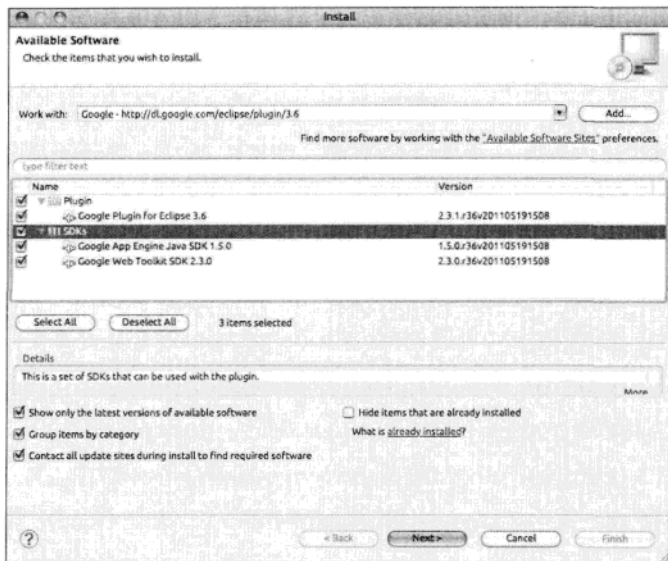 Install
Available Software
Check the items that you wish to install.
Work with: Google - http://dl.google.com/eclipse/plugin/3.6 Add...
Find more software by working with the "Available Software Sites" preferences.
type filter text
Name Version
Plugin
Google Plugin for Eclipse 3.6 2.3.1.r36v201105191508
SDKs
Google App Engine Java SDK 1.5.0 1.5.0.r36v201105191508
Google Web Toolkit SDK 2.3.0 2.3.0.r36v201105191508
Select All Deselect All 3 items selected
Details
This is a set of SDKs that can be used with the plugin.
More
Show only the latest versions of available software Hide items that are already installed
Group items by category What is already installed?
Contact all update sites during install to find required software
? < Back Next > Cancel Finish